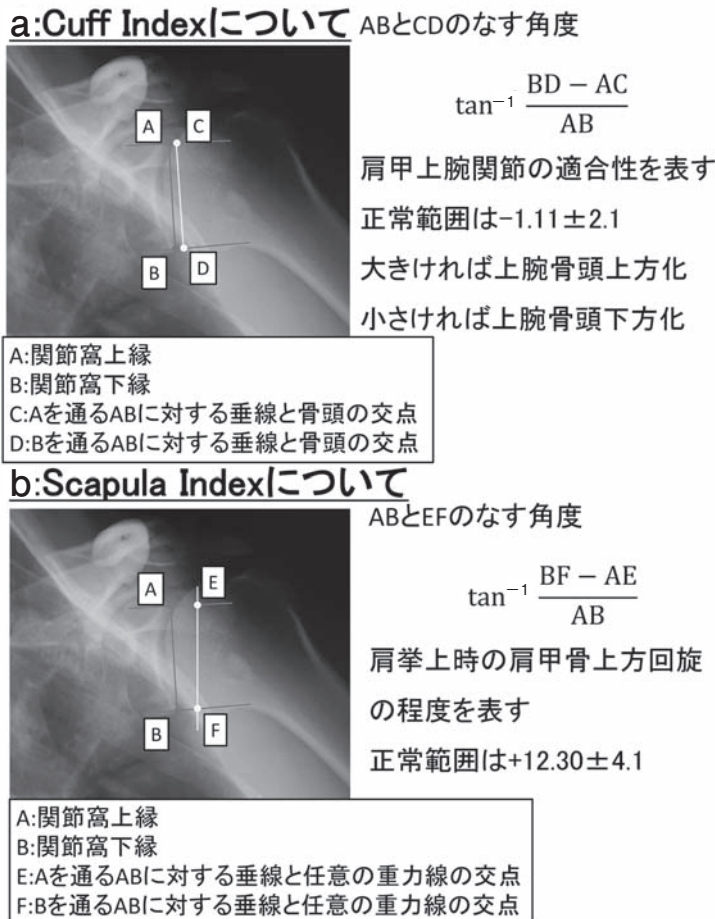 a:Cuff Indexについて
ABとCDのなす角度
tan⁻¹ (BD − AC) / AB
肩甲上腕関節の適合性を表す
正常範囲は−1.11±2.1
大きければ上腕骨頭上方化
小さければ上腕骨頭下方化
A C
B D
A:関節窩上縁
B:関節窩下縁
C:Aを通るABに対する垂線と骨頭の交点
D:Bを通るABに対する垂線と骨頭の交点
b:Scapula Indexについて
ABとEFのなす角度
tan⁻¹ (BF − AE) / AB
肩挙上時の肩甲骨上方回旋
の程度を表す
正常範囲は+12.30±4.1
A E
B F
A:関節窩上縁
B:関節窩下縁
E:Aを通るABに対する垂線と任意の重力線の交点
F:Bを通るABに対する垂線と任意の重力線の交点